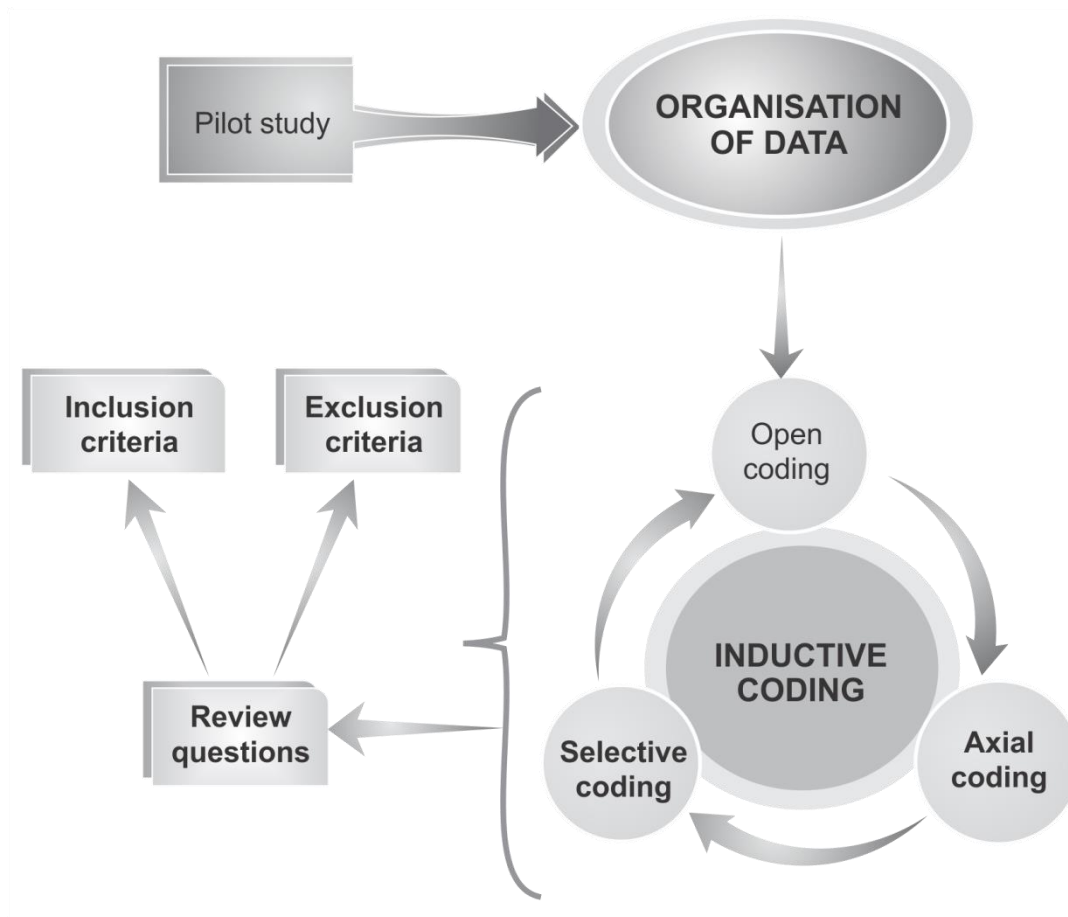 Pilot study
ORGANISATION
OF DATA
Inclusion
criteria
Exclusion
criteria
Open
coding
INDUCTIVE
CODING
Review
questions
Selective
coding
Axial
coding